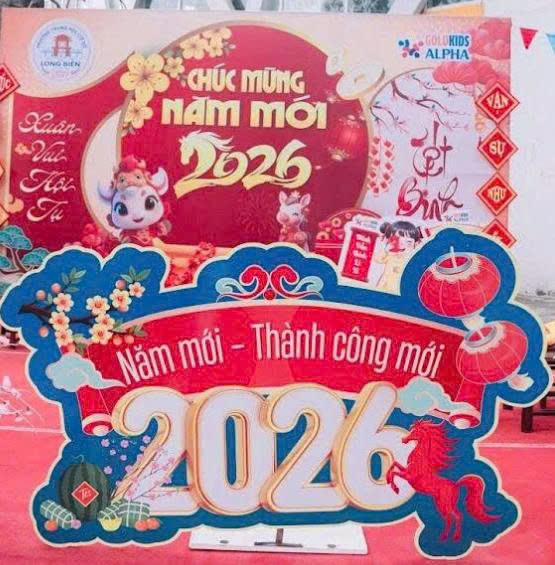 LONG BIÊN
GOLDKIDS
ALPHA
CHÚC MỪNG
NĂM MỚI
2026
Xuân
Vui
Hội
Tụ
VẠN
SỰ
NHƯ
Tết
Bính
Năm mới – Thành công mới
2026
Tết